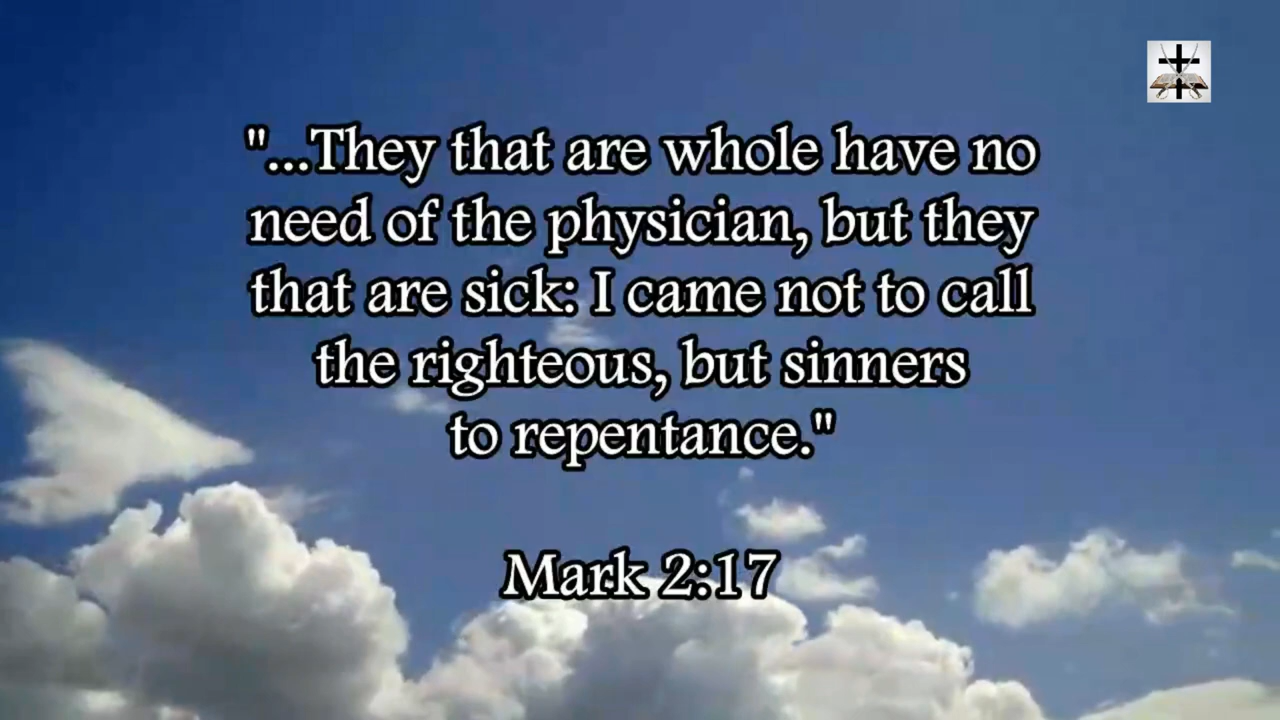 "...They that are whole have no
need of the physician, but they
that are sick: I came not to call
the righteous, but sinners
to repentance."
Mark 2:17